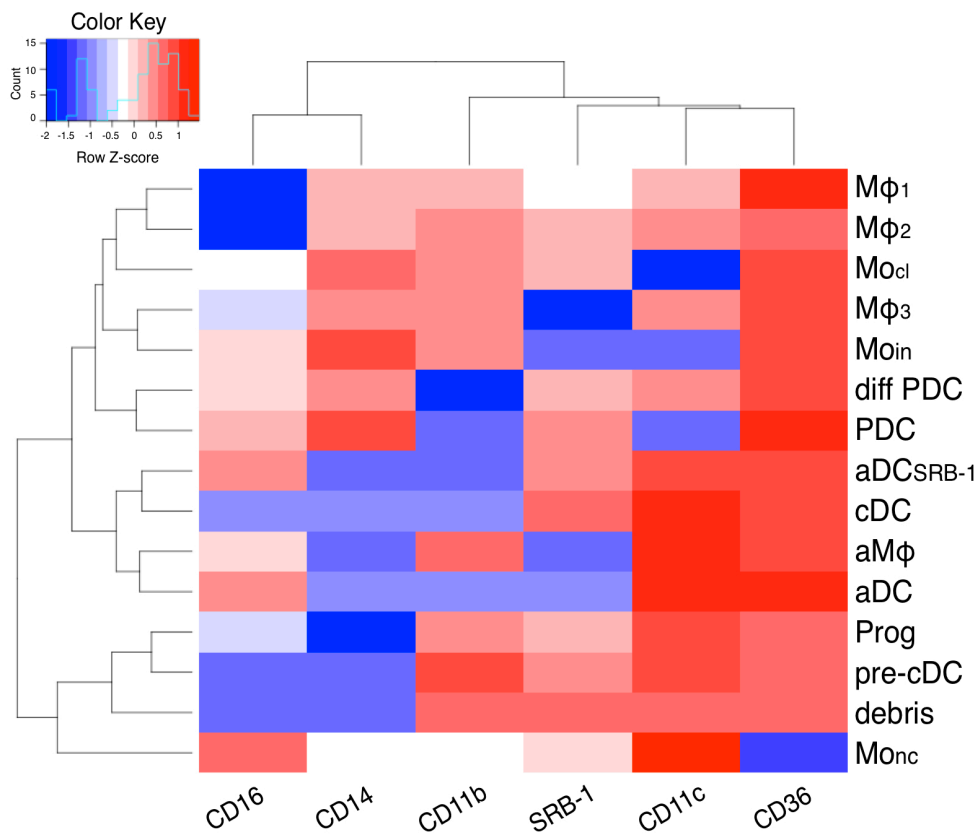 Color Key
Count
15
10
5
0
-2 -1.5 -1 -0.5 0 0.5 1
Row Z-score
Mφ1
Mφ2
Mocl
Mφ3
Moin
diff PDC
PDC
aDCSRB-1
cDC
aMφ
aDC
Prog
pre-cDC
debris
Monc
CD16 CD14 CD11b SRB-1 CD11c CD36